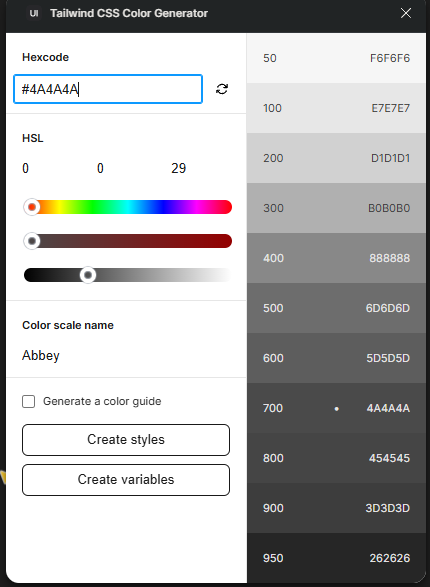 UI Tailwind CSS Color Generator
Hexcode
#4A4A4A
HSL
0 0 29
Color scale name
Abbey
Generate a color guide
Create styles
Create variables
50 F6F6F6
100 E7E7E7
200 D1D1D1
300 B0B0B0
400 888888
500 6D6D6D
600 5D5D5D
700 4A4A4A
800 454545
900 3D3D3D
950 262626